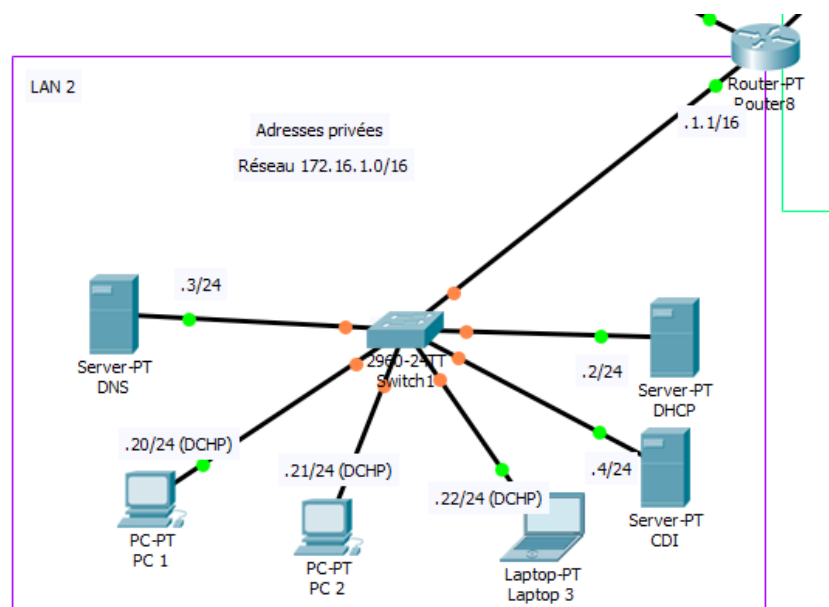 LAN 2
Router-PT
Router8
.1.1/16
Adresses privées
Réseau 172.16.1.0/16
.3/24
Server-PT
DNS
2960-24TT
Switch1
.2/24
Server-PT
DHCP
.20/24 (DCHP)
.21/24 (DCHP)
.22/24 (DCHP)
.4/24
PC-PT
PC 1
PC-PT
PC 2
Laptop-PT
Laptop 3
Server-PT
CDI